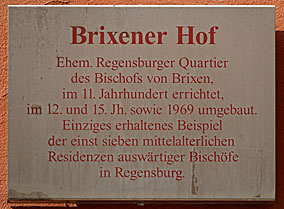 Brixener Hof
Ehem. Regensburger Quartier
des Bischofs von Brixen,
im 11. Jahrhundert errichtet,
im 12. und 15. Jh. sowie 1969 umgebaut.
Einziges erhaltenes Beispiel
der einst sieben mittelalterlichen
Residenzen auswärtiger Bischöfe
in Regensburg.